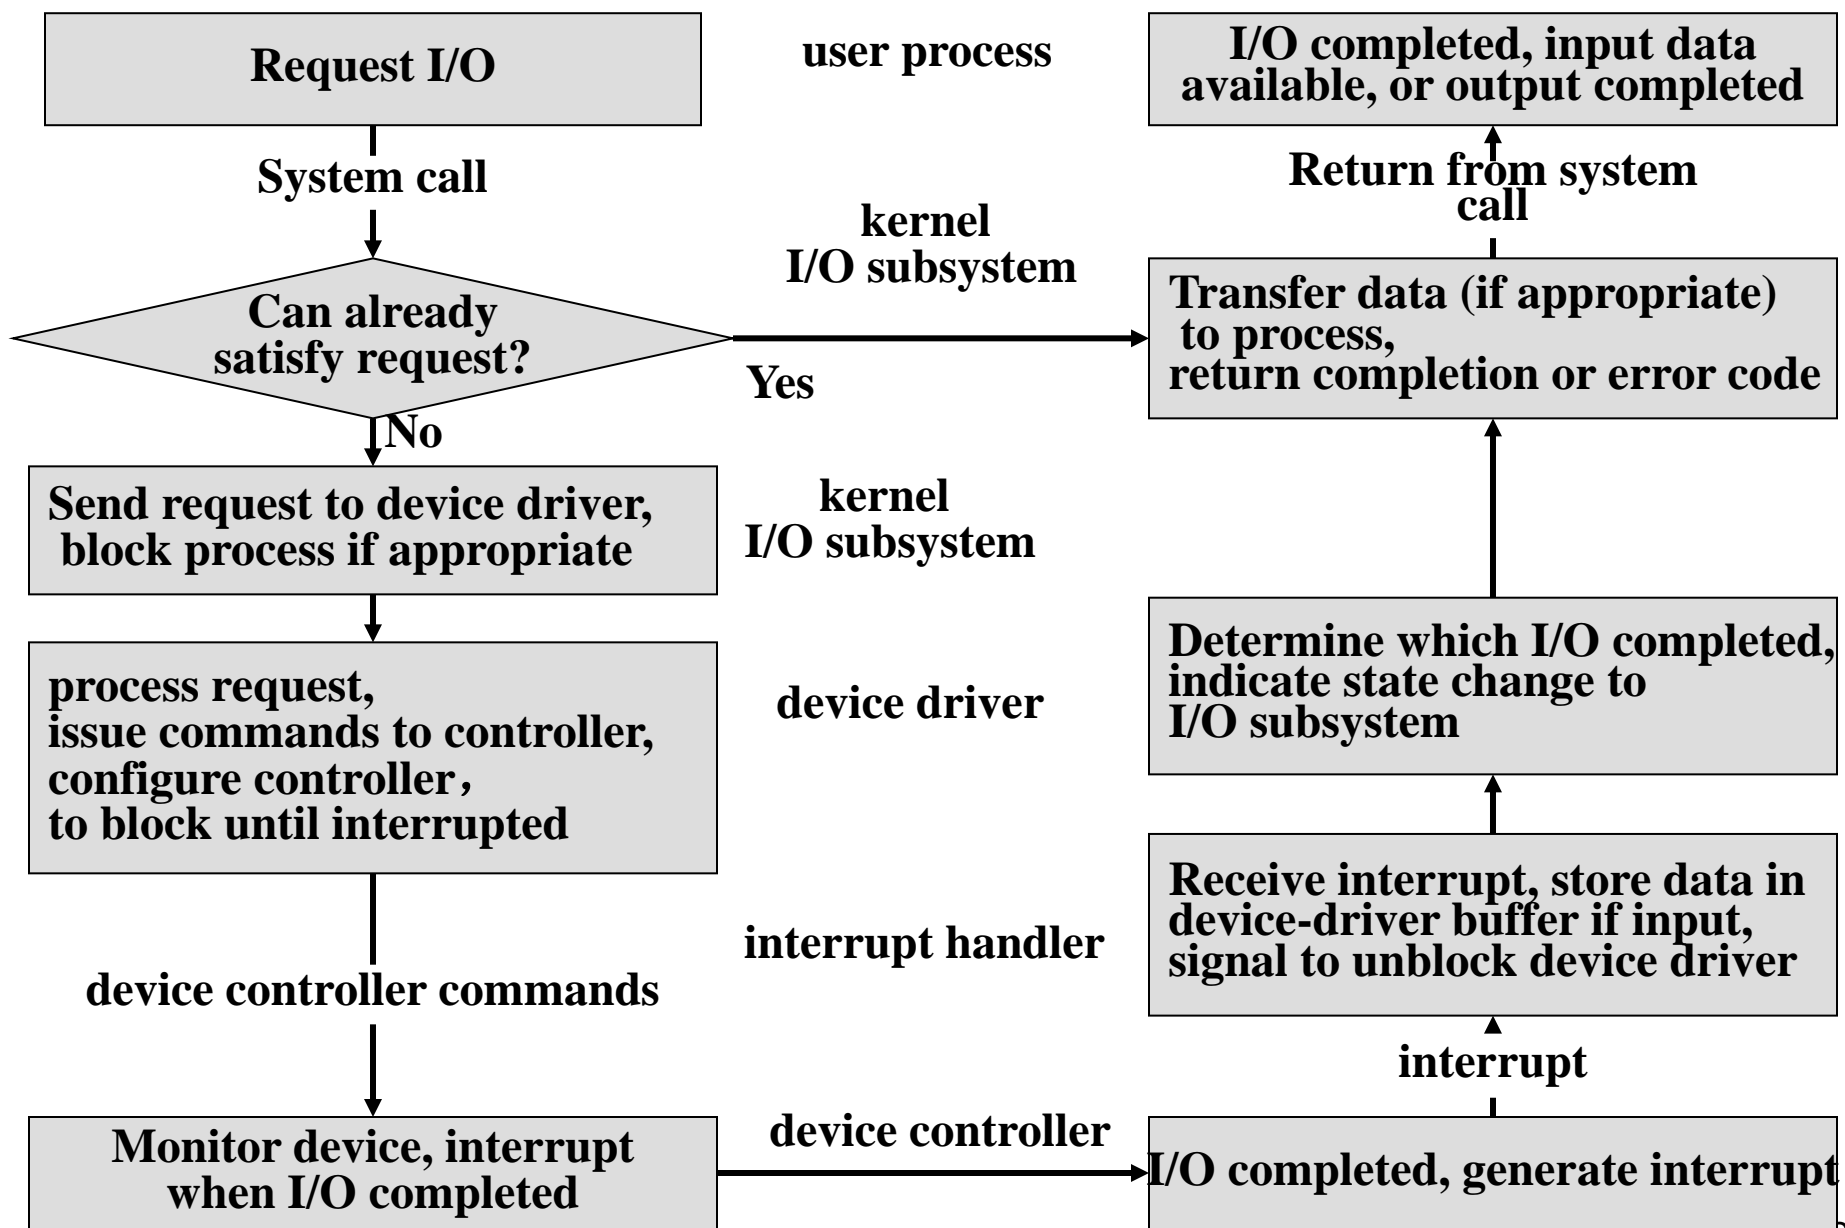 Request I/O
user process
I/O completed, input data
available, or output completed
System call
Return from system
call
kernel
I/O subsystem
Can already
satisfy request?
Transfer data (if appropriate)
to process,
return completion or error code
Yes
No
Send request to device driver,
block process if appropriate
kernel
I/O subsystem
process request,
issue commands to controller,
configure controller,
to block until interrupted
device driver
Determine which I/O completed,
indicate state change to
I/O subsystem
interrupt handler
Receive interrupt, store data in
device-driver buffer if input,
signal to unblock device driver
device controller commands
interrupt
Monitor device, interrupt
when I/O completed
device controller
I/O completed, generate interrupt